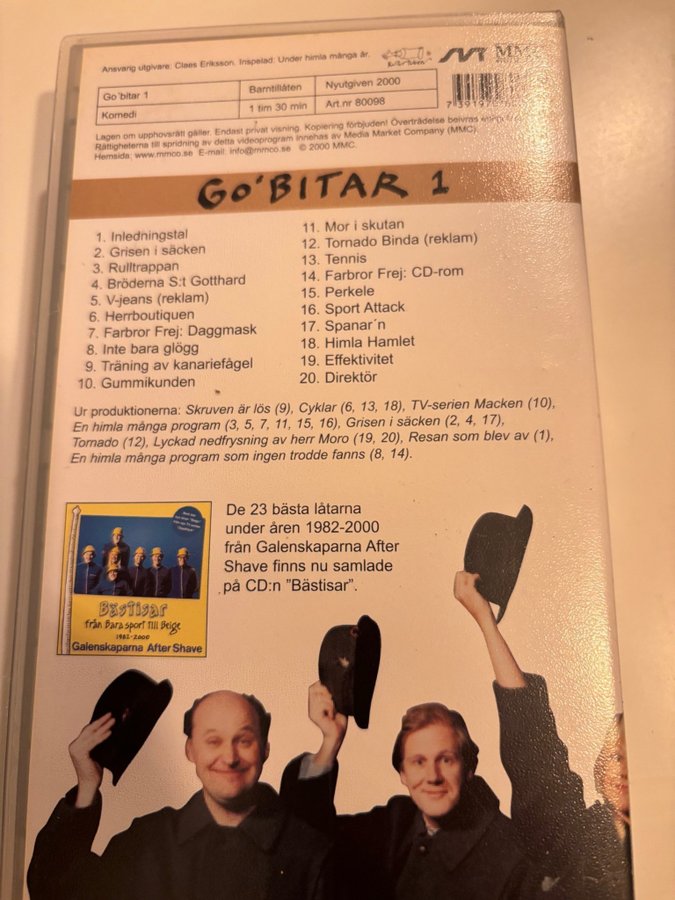 Ansvarig utgivare: Claes Eriksson. Inspelad: Under himla många år.
SVT MMC
Go'bitar 1 Barntillåten Nyutgiven 2000
Komedi 1 tim 30 min Art.nr 80098
Lagen om upphovsrätt gäller. Endast privat visning. Kopiering förbjuden! Överträdelse beivras
Rättigheterna till spridning av detta videoprogram innehas av Media Market Company (MMC).
Hemsida: www.mmco.se E-mail: info@mmco.se © 2000 MMC.
GO'BITAR 1
1. Inledningstal
2. Grisen i säcken
3. Rulltrappan
4. Bröderna S:t Gotthard
5. V-jeans (reklam)
6. Herrboutiquen
7. Farbror Frej: Daggmask
8. Inte bara glögg
9. Träning av kanariefågel
10. Gummikunden
11. Mor i skutan
12. Tornado Binda (reklam)
13. Tennis
14. Farbror Frej: CD-rom
15. Perkele
16. Sport Attack
17. Spanar´n
18. Himla Hamlet
19. Effektivitet
20. Direktör
Ur produktionerna: Skruven är lös (9), Cyklar (6, 13, 18), TV-serien Macken (10),
En himla många program (3, 5, 7, 11, 15, 16), Grisen i säcken (2, 4, 17),
Tornado (12), Lyckad nedfrysning av herr Moro (19, 20), Resan som blev av (1),
En himla många program som ingen trodde fanns (8, 14).
De 23 bästa låtarna
under åren 1982-2000
från Galenskaparna After
Shave finns nu samlade
på CD:n "Bästisar".
Bästisar
från Bara sport till Beige
1982-2000
Galenskaparna After Shave